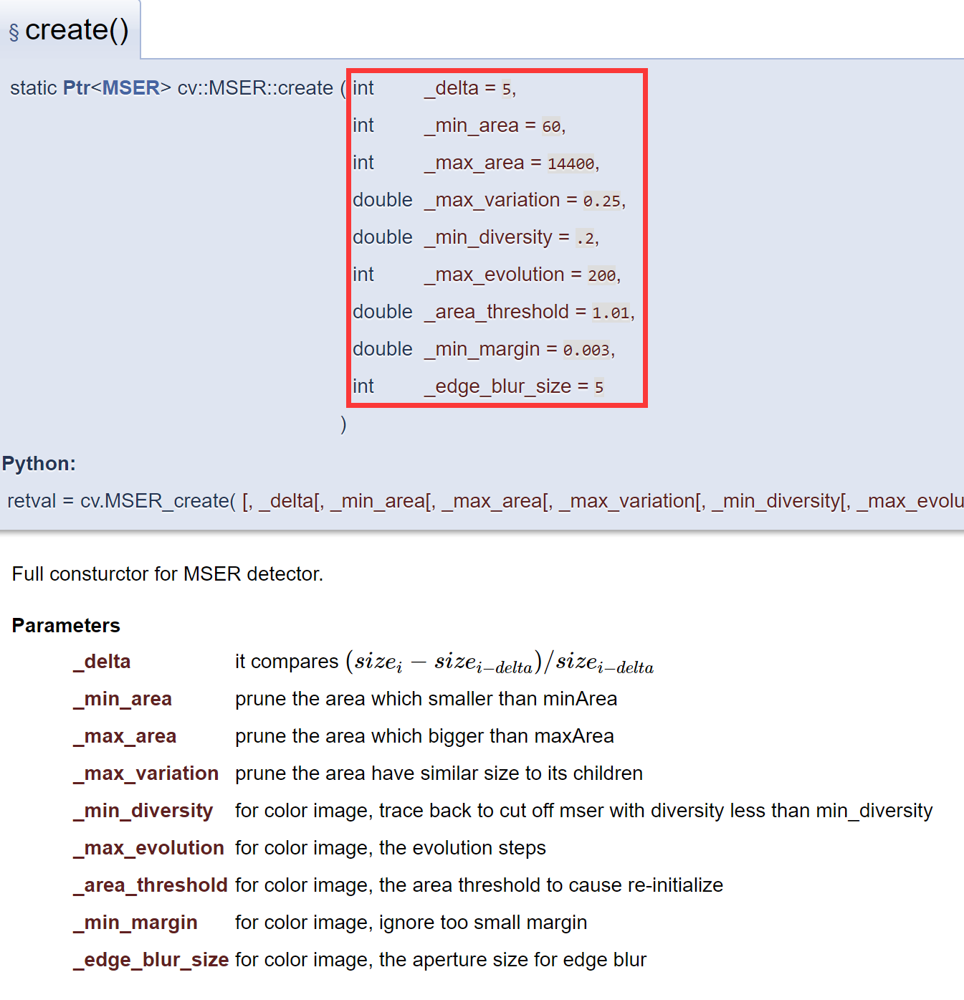 § create()
static Ptr<MSER> cv::MSER::create ( int _delta = 5,
int _min_area = 60,
int _max_area = 14400,
double _max_variation = 0.25,
double _min_diversity = .2,
int _max_evolution = 200,
double _area_threshold = 1.01,
double _min_margin = 0.003,
int _edge_blur_size = 5
)
Python:
retval = cv.MSER_create( [, _delta[, _min_area[, _max_area[, _max_variation[, _min_diversity[, _max_evolu
Full consturctor for MSER detector.
Parameters
_delta it compares (size_i − size_{i−delta})/size_{i−delta}
_min_area prune the area which smaller than minArea
_max_area prune the area which bigger than maxArea
_max_variation prune the area have similar size to its children
_min_diversity for color image, trace back to cut off mser with diversity less than min_diversity
_max_evolution for color image, the evolution steps
_area_threshold for color image, the area threshold to cause re-initialize
_min_margin for color image, ignore too small margin
_edge_blur_size for color image, the aperture size for edge blur